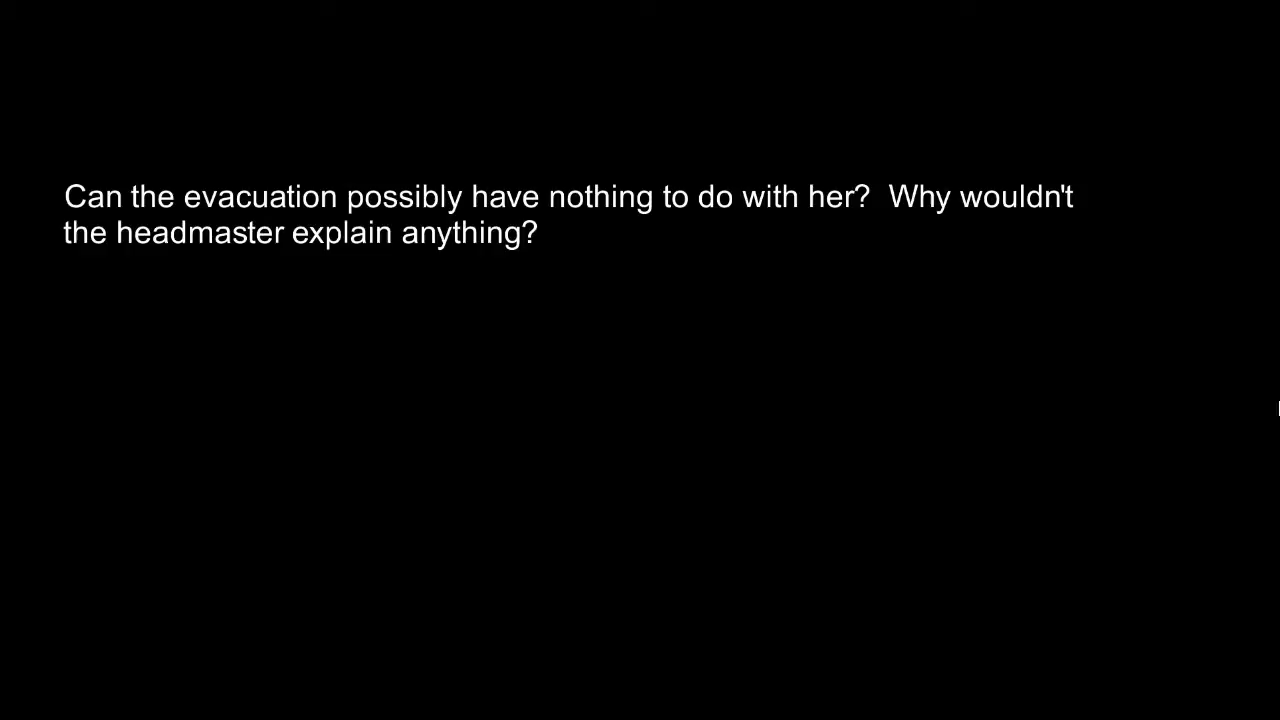 Can the evacuation possibly have nothing to do with her?  Why wouldn't
the headmaster explain anything?